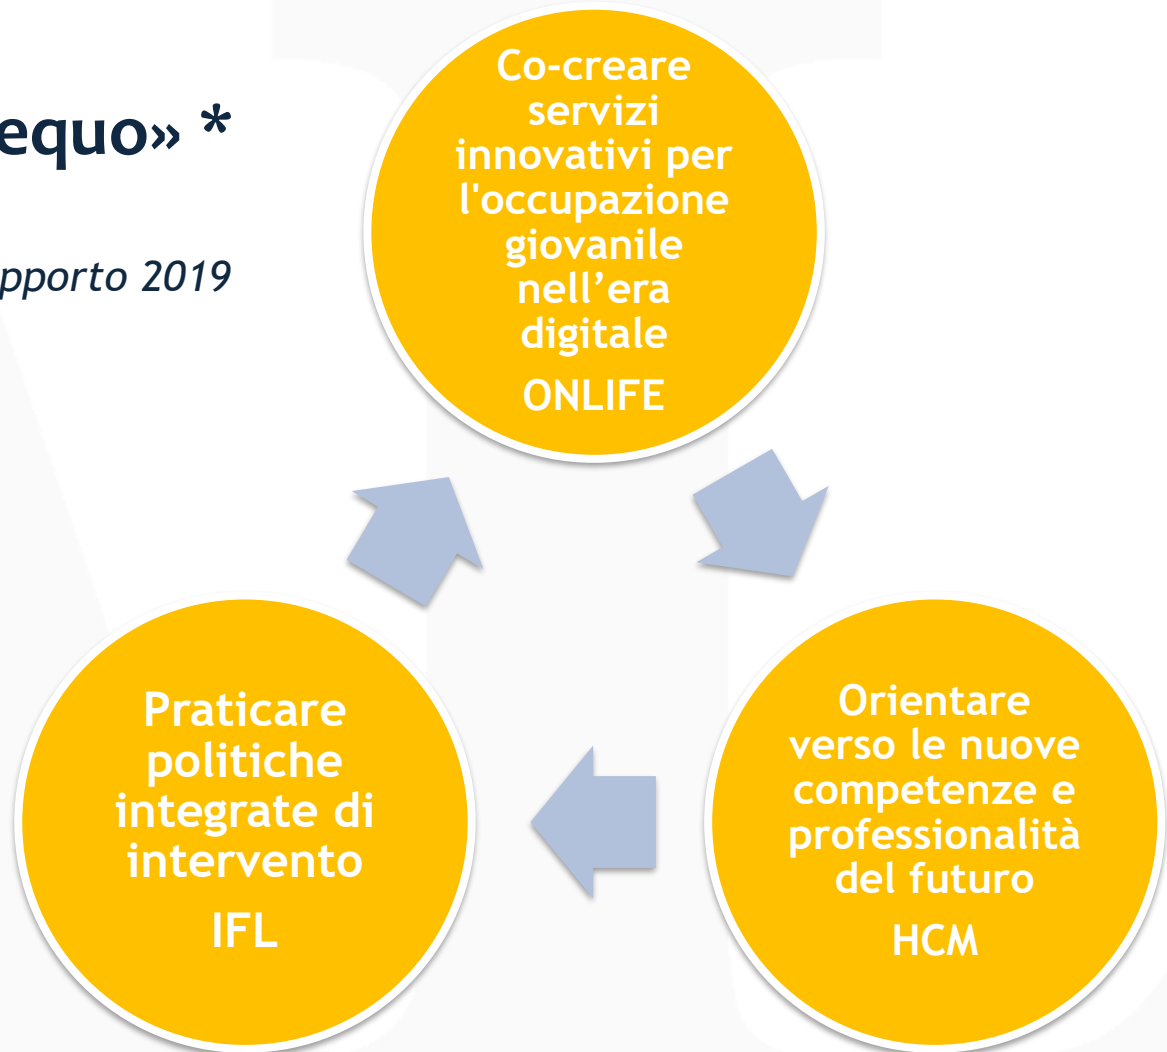 equo» *
pporto 2019
Co-creare
servizi
innovativi per
l'occupazione
giovanile
nell’era
digitale
ONLIFE
Orientare
verso le nuove
competenze e
professionalità
del futuro
HCM
Praticare
politiche
integrate di
intervento
IFL